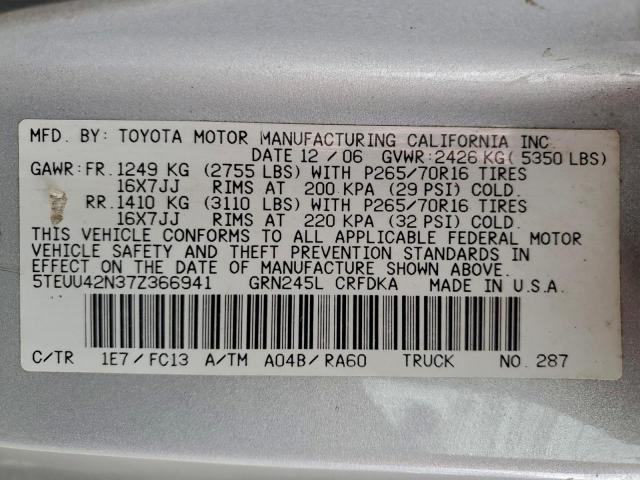 MFD. BY: TOYOTA MOTOR MANUFACTURING CALIFORNIA INC
DATE 12 / 06 GVWR: 2426 KG ( 5350 LBS)
GAWR: FR. 1249 KG (2755 LBS) WITH P265/70R16 TIRES
16X7JJ RIMS AT 200 KPA (29 PSI) COLD.
RR. 1410 KG (3110 LBS) WITH P265/70R16 TIRES
16X7JJ RIMS AT 220 KPA (32 PSI) COLD.
THIS VEHICLE CONFORMS TO ALL APPLICABLE FEDERAL MOTOR
VEHICLE SAFETY AND THEFT PREVENTION STANDARDS IN
EFFECT ON THE DATE OF MANUFACTURE SHOWN ABOVE.
5TEUU42N37Z366941 GRN245L CRFDKA MADE IN U.S.A.
C/TR 1E7 / FC13 A/TM A04B / RA60 TRUCK NO. 287